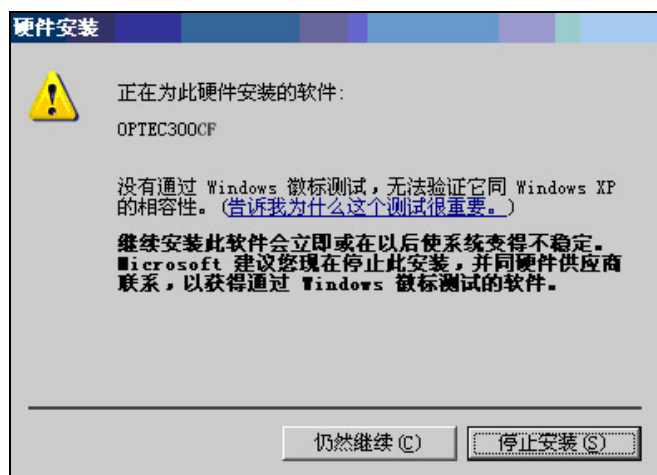 硬件安装
正在为此硬件安装的软件:
OPTEC300CF
没有通过 Windows 徽标测试，无法验证它同 Windows XP
的相容性。(告诉我为什么这个测试很重要。)
继续安装此软件会立即或在以后使系统变得不稳定。
Microsoft 建议您现在停止此安装，并同硬件供应商
联系，以获得通过 Windows 徽标测试的软件。
仍然继续(C)
停止安装(S)